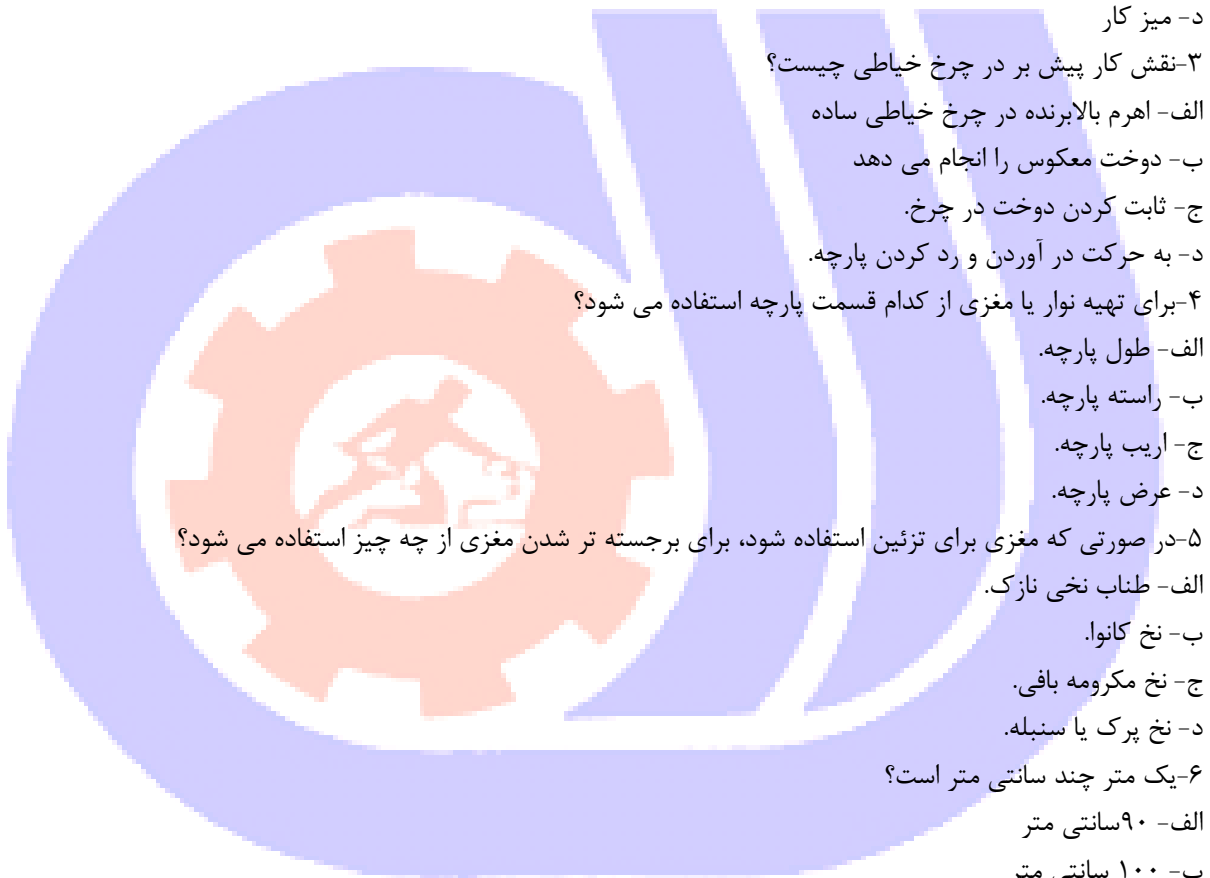 د- میز کار
۳-نقش کار پیش بر در چرخ خیاطی چیست؟
الف- اهرم بالابرنده در چرخ خیاطی ساده
ب- دوخت معکوس را انجام می دهد
ج- ثابت کردن دوخت در چرخ.
د- به حرکت در آوردن و رد کردن پارچه.
۴-برای تهیه نوار یا مغزی از کدام قسمت پارچه استفاده می شود؟
الف- طول پارچه.
ب- راسته پارچه.
ج- اریب پارچه.
د- عرض پارچه.
۵-در صورتی که مغزی برای تزئین استفاده شود، برای برجسته تر شدن مغزی از چه چیز استفاده می شود؟
الف- طناب نخی نازک.
ب- نخ کانوا.
ج- نخ مکرومه بافی.
د- نخ پرک یا سنبله.
۶-یک متر چند سانتی متر است؟
الف- ۹۰سانتی متر
ب- ۱۰۰ سانتی متر